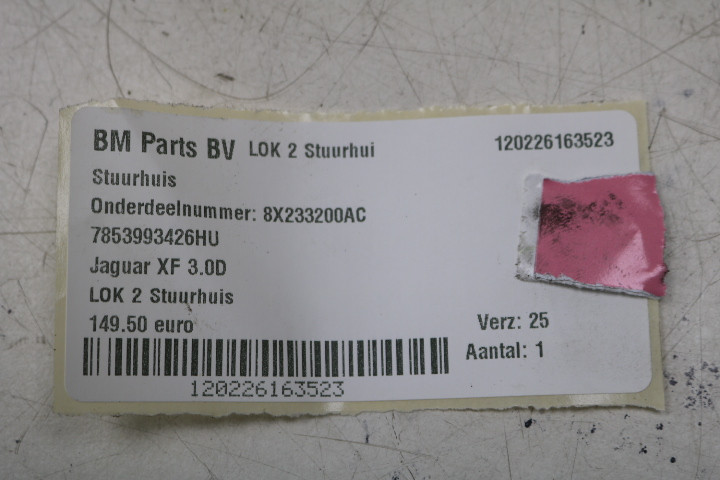 BM Parts BV LOK 2 Stuurhui 120226163523
Stuurhuis
Onderdeelnummer: 8X233200AC
7853993426HU
Jaguar XF 3.0D
LOK 2 Stuurhuis
149.50 euro Verz: 25
Aantal: 1
120226163523